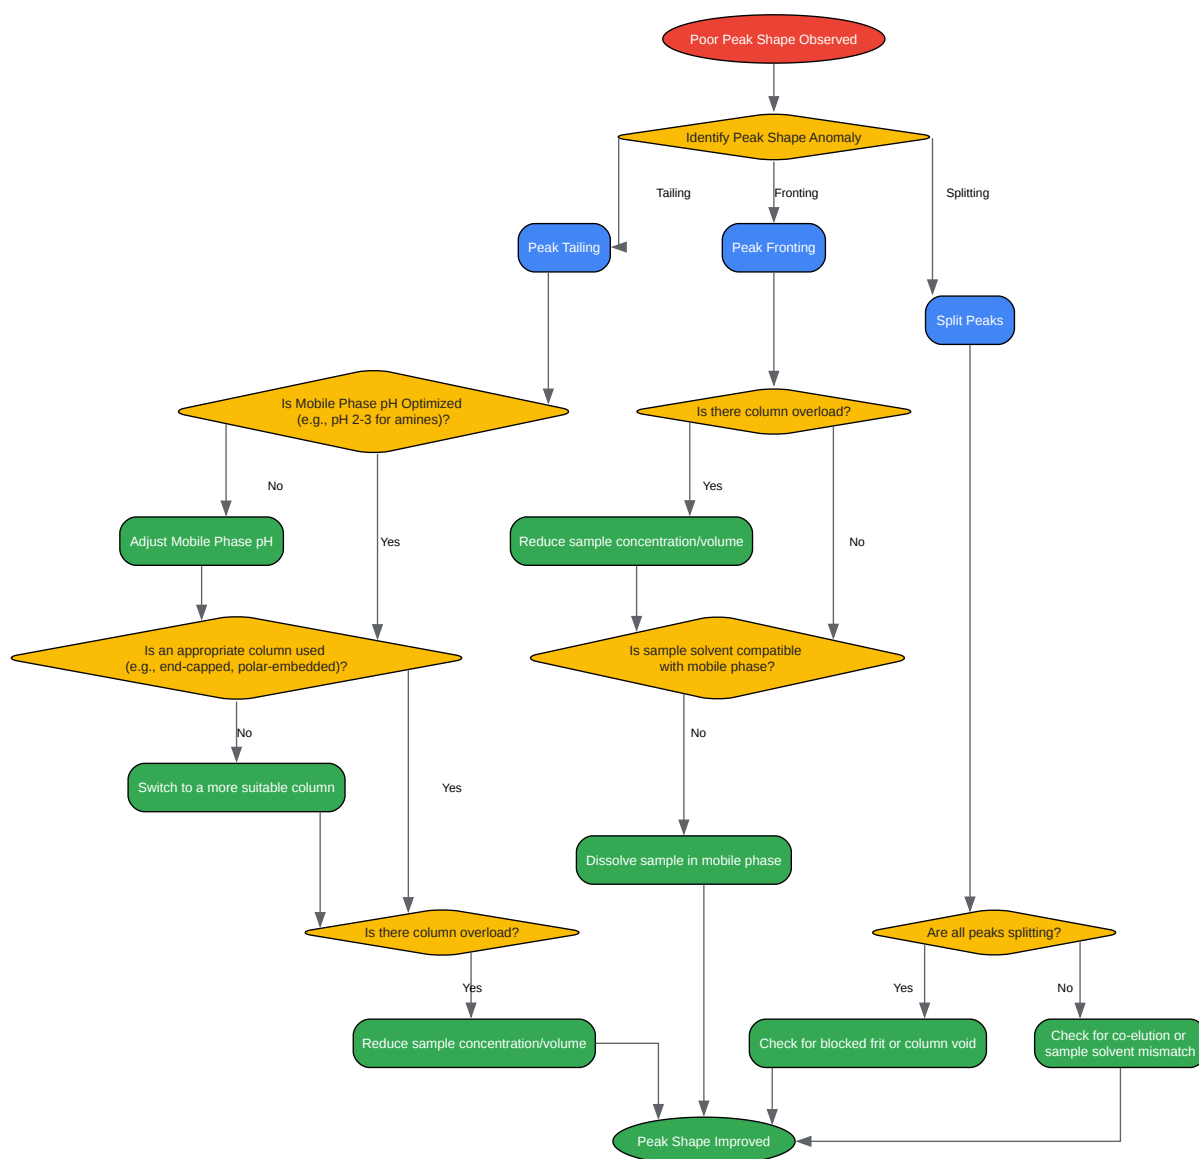 Poor Peak Shape Observed
Identify Peak Shape Anomaly
Tailing
Fronting
Splitting
Peak Tailing
Peak Fronting
Split Peaks
Is Mobile Phase pH Optimized
(e.g., pH 2-3 for amines)?
Is there column overload?
No
Yes
Adjust Mobile Phase pH
Yes
Reduce sample concentration/volume
No
Is an appropriate column used
(e.g., end-capped, polar-embedded)?
Is sample solvent compatible
with mobile phase?
No
No
Switch to a more suitable column
Yes
Dissolve sample in mobile phase
Is there column overload?
Are all peaks splitting?
Yes
Yes
No
Reduce sample concentration/volume
Check for blocked frit or column void
Check for co-elution or
sample solvent mismatch
Peak Shape Improved